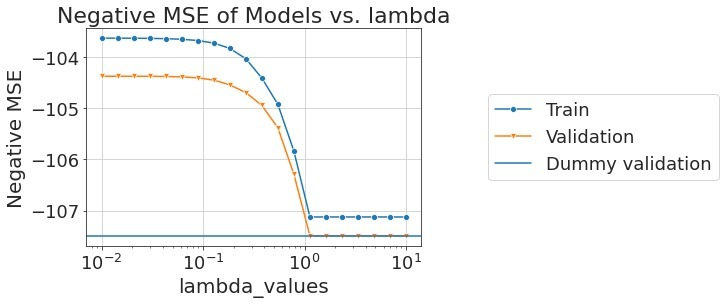 Negative MSE of Models vs. lambda
Negative MSE
−104
−105
−106
−107
10⁻²
10⁻¹
10⁰
10¹
lambda_values
Train
Validation
Dummy validation